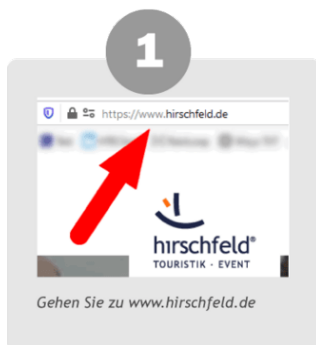 1
https://www.hirschfeld.de
hirschfeld®
TOURISTIK - EVENT
Gehen Sie zu www.hirschfeld.de